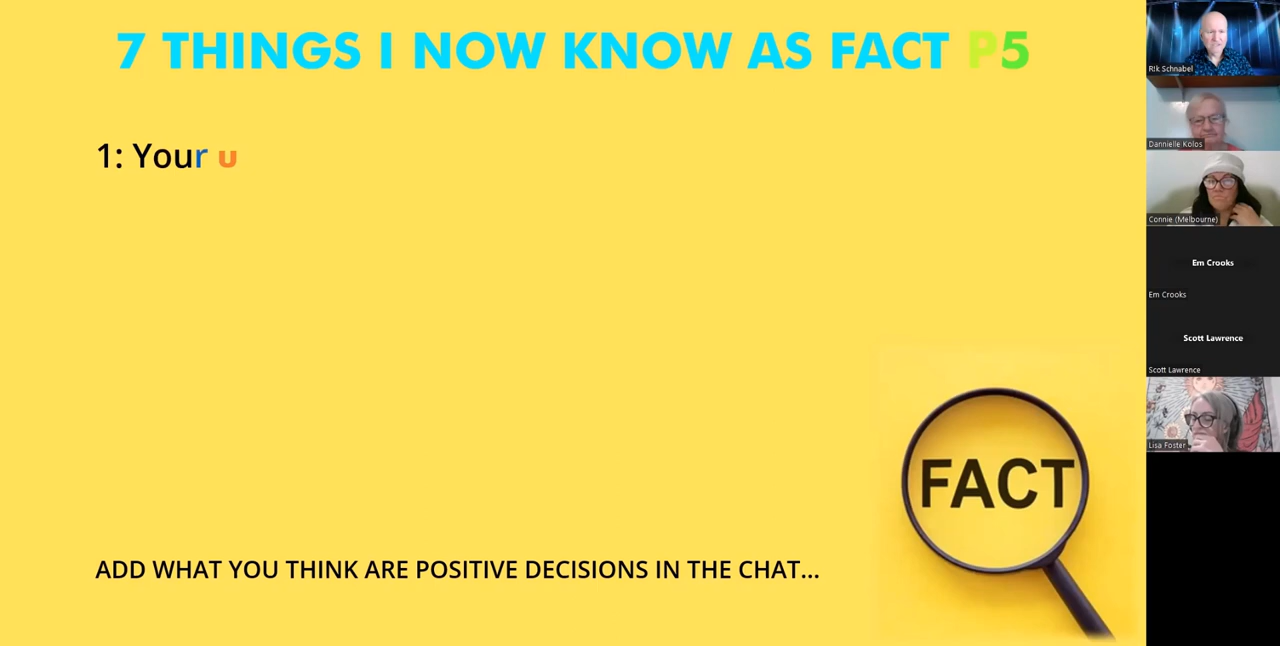 7 THINGS I NOW KNOW AS FACT P5
1: Your u
FACT
ADD WHAT YOU THINK ARE POSITIVE DECISIONS IN THE CHAT...
R!k Schnabel
Dannielle Kolos
Connie (Melbourne)
Em Crooks
Em Crooks
Scott Lawrence
Scott Lawrence
Lisa Foster